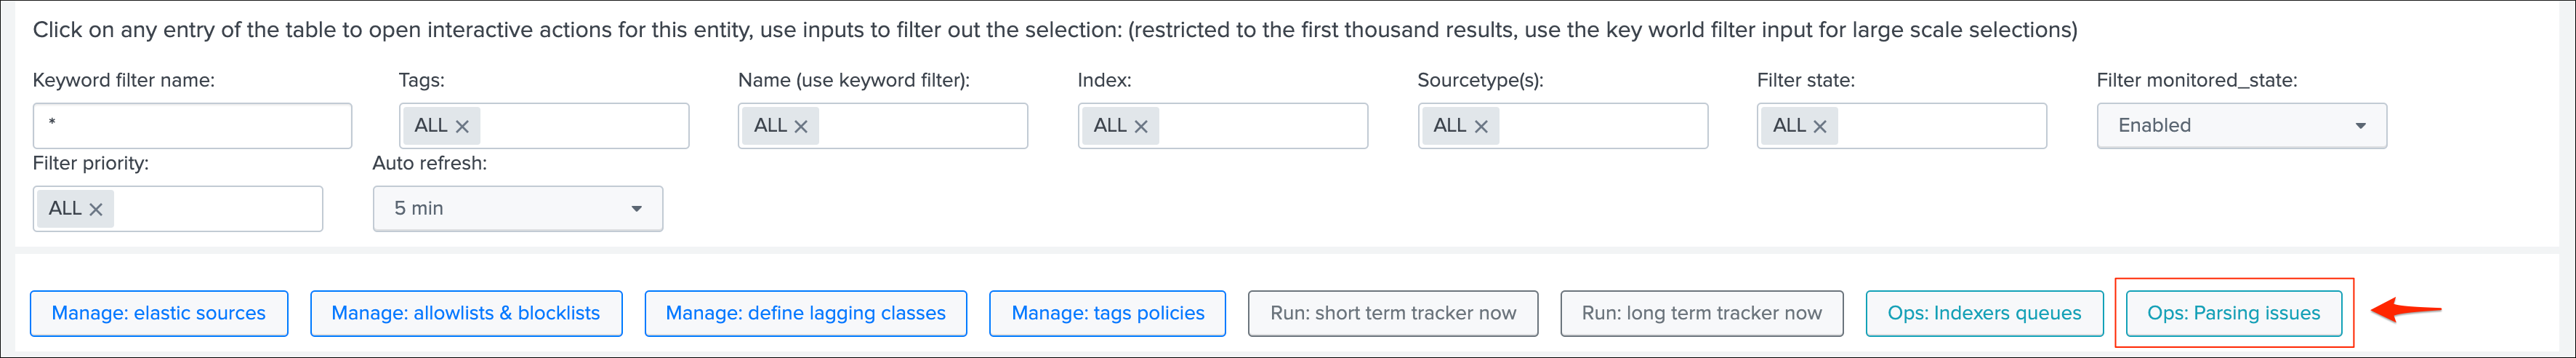 Click on any entry of the table to open interactive actions for this entity, use inputs to filter out the selection: (restricted to the first thousand results, use the key world filter input for large scale selections)
Keyword filter name: Tags: Name (use keyword filter): Index: Sourcetype(s): Filter state: Filter monitored_state:
* ALL × ALL × ALL × ALL × ALL × Enabled
Filter priority: Auto refresh:
ALL × 5 min
Manage: elastic sources Manage: allowlists & blocklists Manage: define lagging classes Manage: tags policies Run: short term tracker now Run: long term tracker now Ops: Indexers queues Ops: Parsing issues